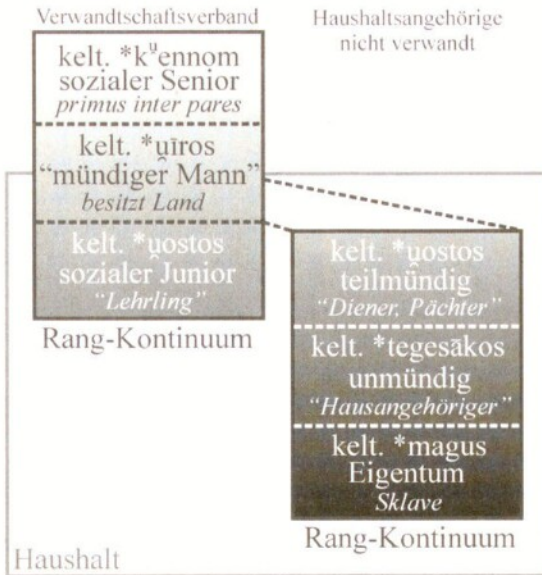 Verwandtschaftsverband
kelt. *kᵘ̯ennom
sozialer Senior
primus inter pares
kelt. *u̯īros
“mündiger Mann”
besitzt Land
kelt. *u̯ostos
sozialer Junior
“Lehrling”
Rang-Kontinuum
Haushaltsangehörige
nicht verwandt
kelt. *u̯ostos
teilmündig
“Diener, Pächter”
kelt. *tegesākos
unmündig
“Hausangehöriger”
kelt. *magus
Eigentum
Sklave
Rang-Kontinuum
Haushalt